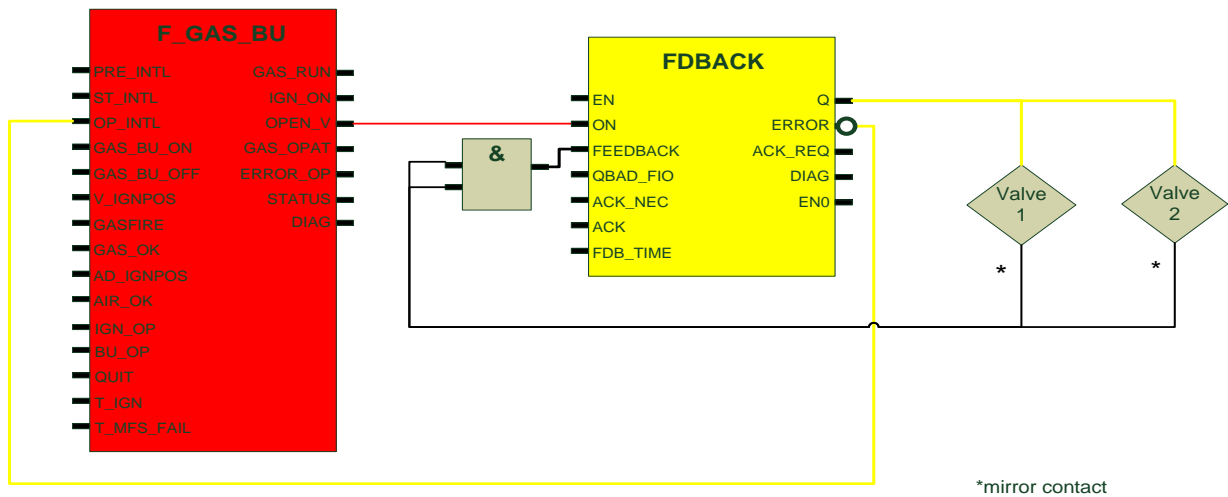 F_GAS_BU
PRE_INTL
GAS_RUN
ST_INTL
IGN_ON
OP_INTL
OPEN_V
GAS_BU_ON
GAS_OPAT
GAS_BU_OFF
ERROR_OP
V_IGNPOS
STATUS
GASFIRE
DIAG
GAS_OK
AD_IGNPOS
AIR_OK
IGN_OP
BU_OP
QUIT
T_IGN
T_MFS_FAIL
&
FDBACK
EN
Q
ON
ERROR
FEEDBACK
ACK_REQ
QBAD_FIO
DIAG
ACK_NEC
EN0
ACK
FDB_TIME
Valve
1
*
Valve
2
*
*mirror contact